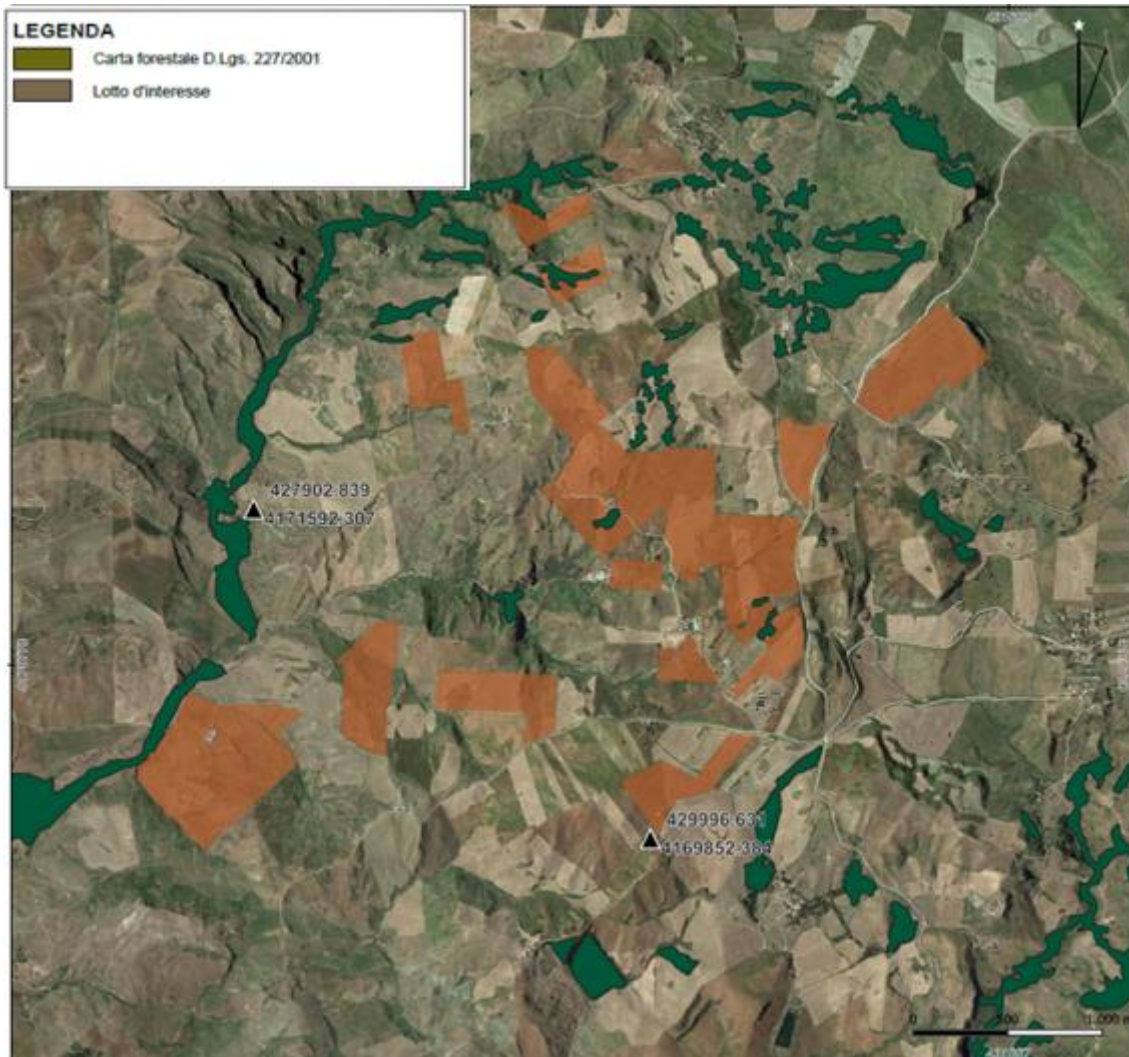 LEGENDA
Carta forestale D.Lgs. 227/2001
Lotto d'interesse
427902.839
4171592.307
429996.631
4169852.384
0 500 1.000 m